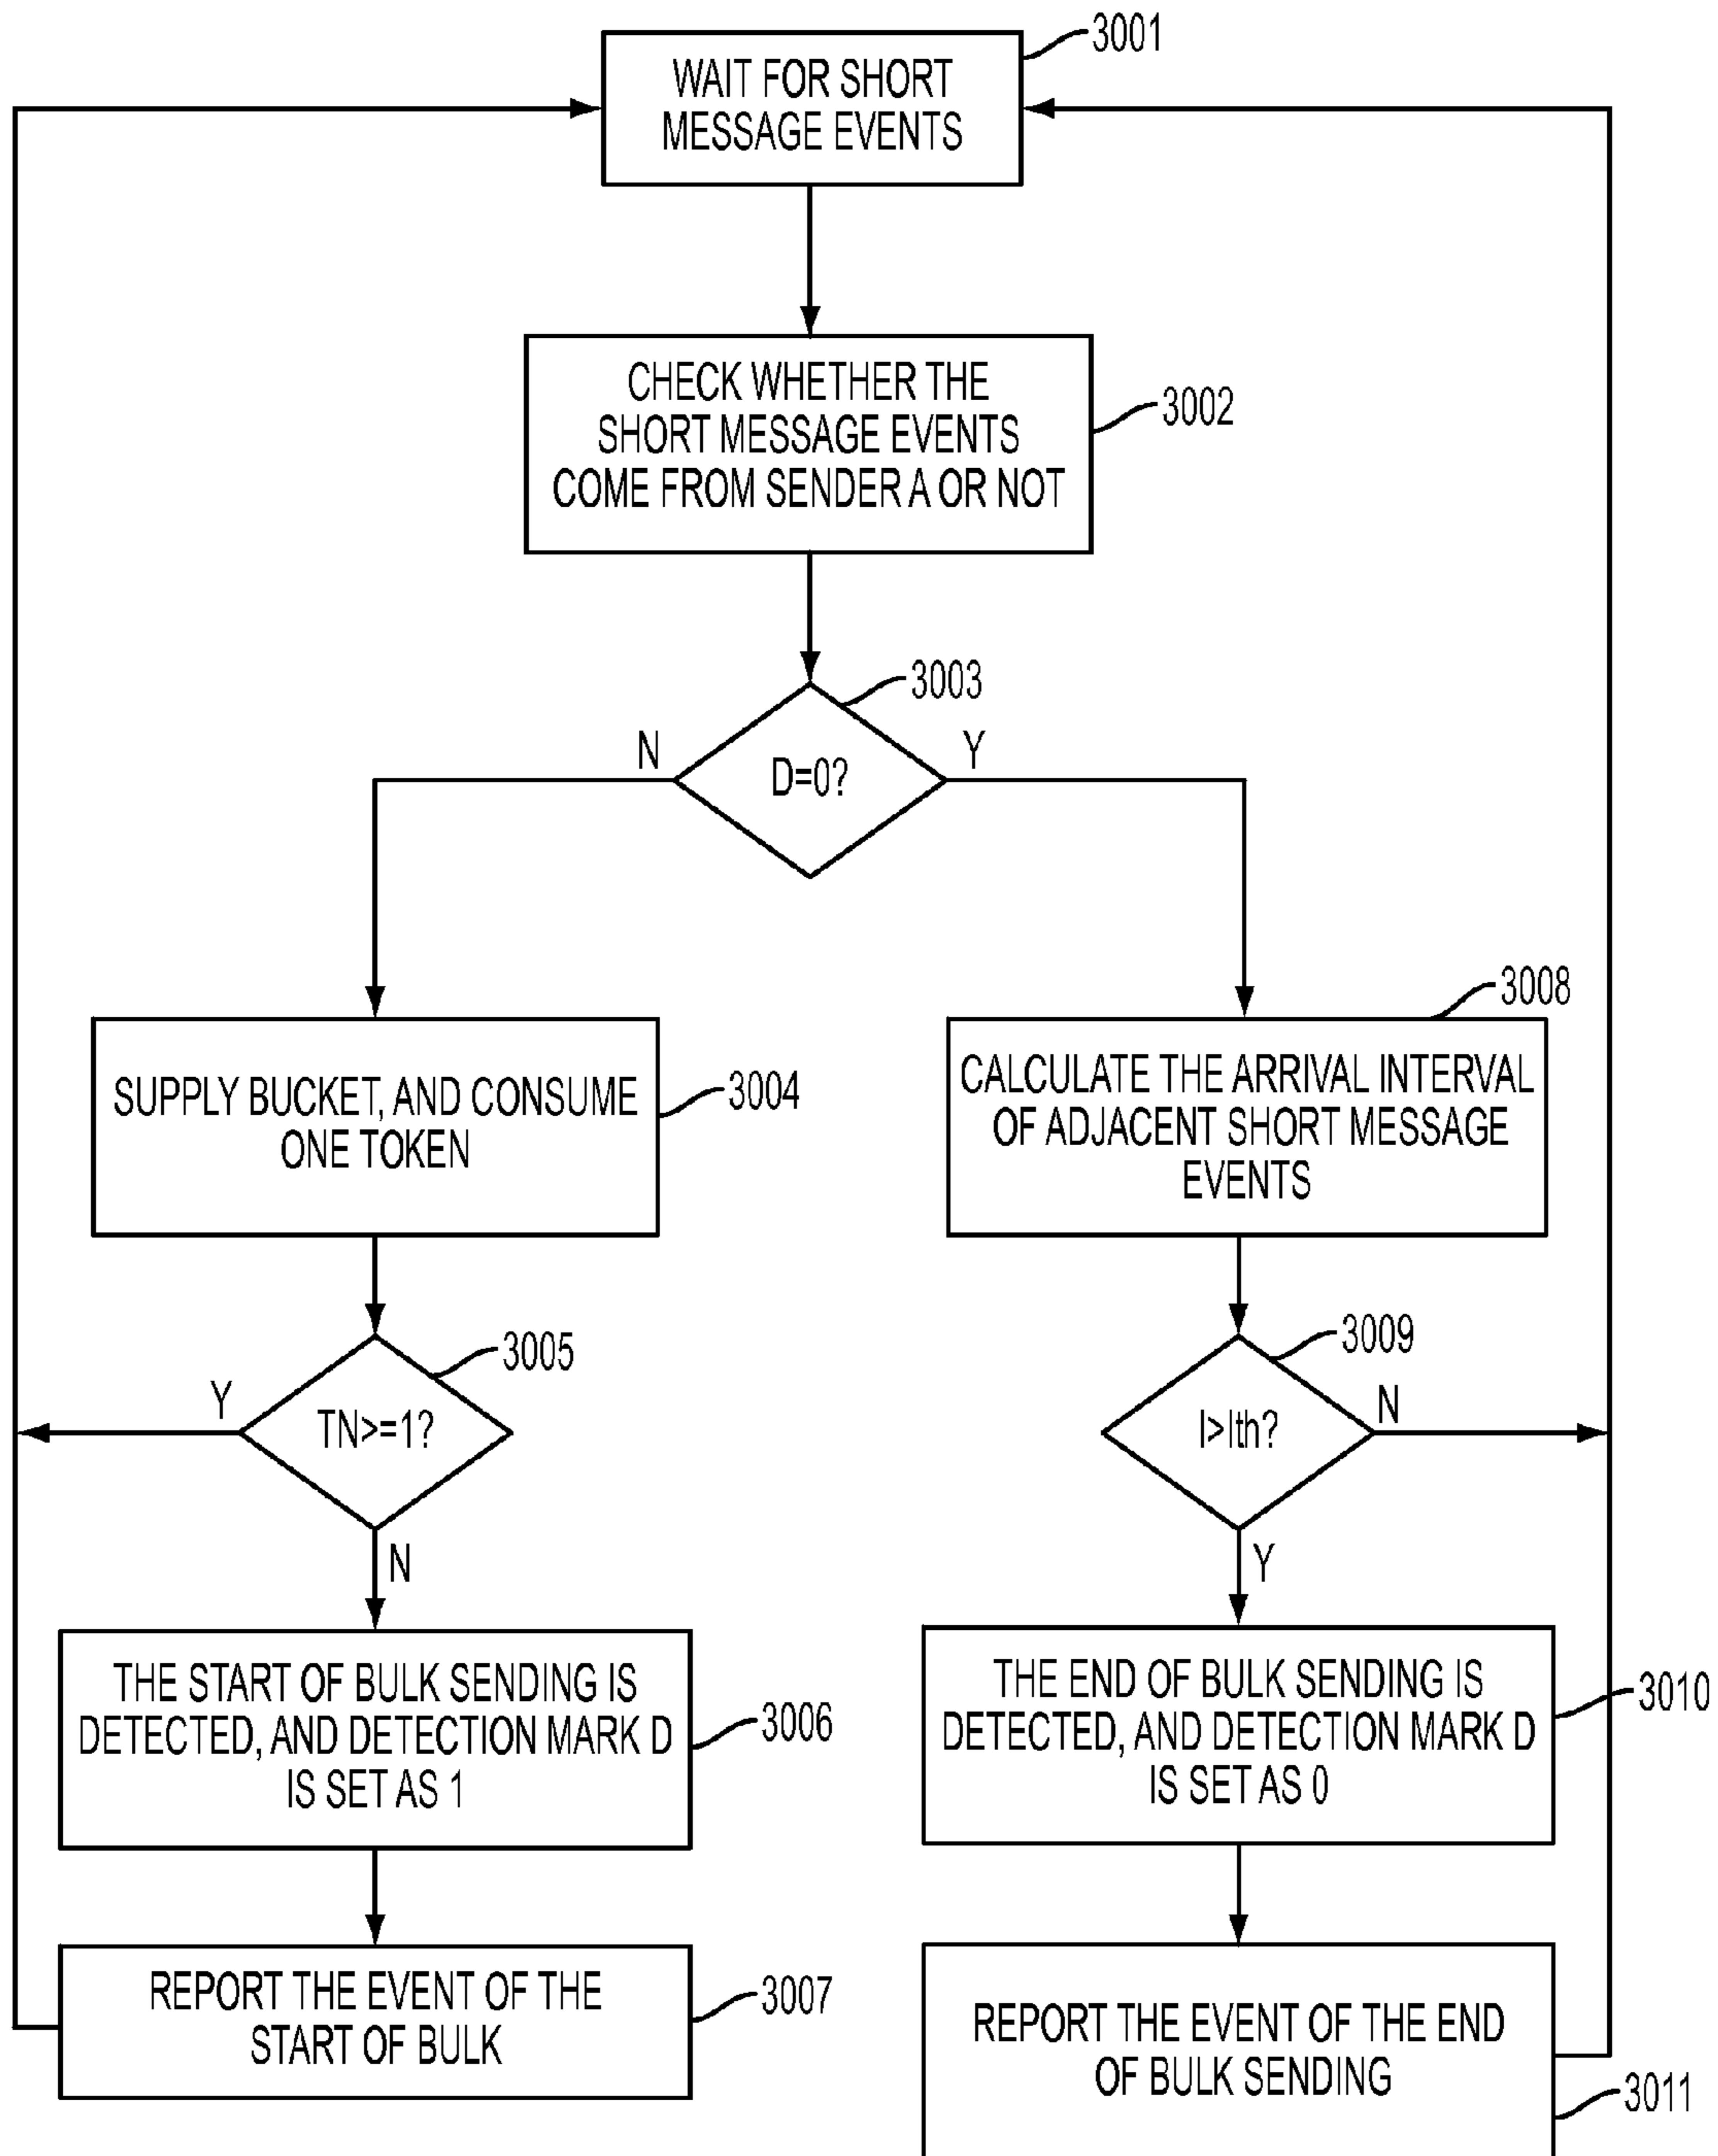 3001
WAIT FOR SHORT
MESSAGE EVENTS
CHECK WHETHER THE
SHORT MESSAGE EVENTS
COME FROM SENDER A OR NOT
3002
3003
N
Y
D=0?
3008
SUPPLY BUCKET, AND CONSUME
ONE TOKEN
3004
CALCULATE THE ARRIVAL INTERVAL
OF ADJACENT SHORT MESSAGE
EVENTS
3005
Y
TN>=1?
N
3009
I>Ith?
N
Y
THE START OF BULK SENDING IS
DETECTED, AND DETECTION MARK D
IS SET AS 1
3006
THE END OF BULK SENDING IS
DETECTED, AND DETECTION MARK D
IS SET AS 0
3010
REPORT THE EVENT OF THE
START OF BULK
3007
REPORT THE EVENT OF THE END
OF BULK SENDING
3011